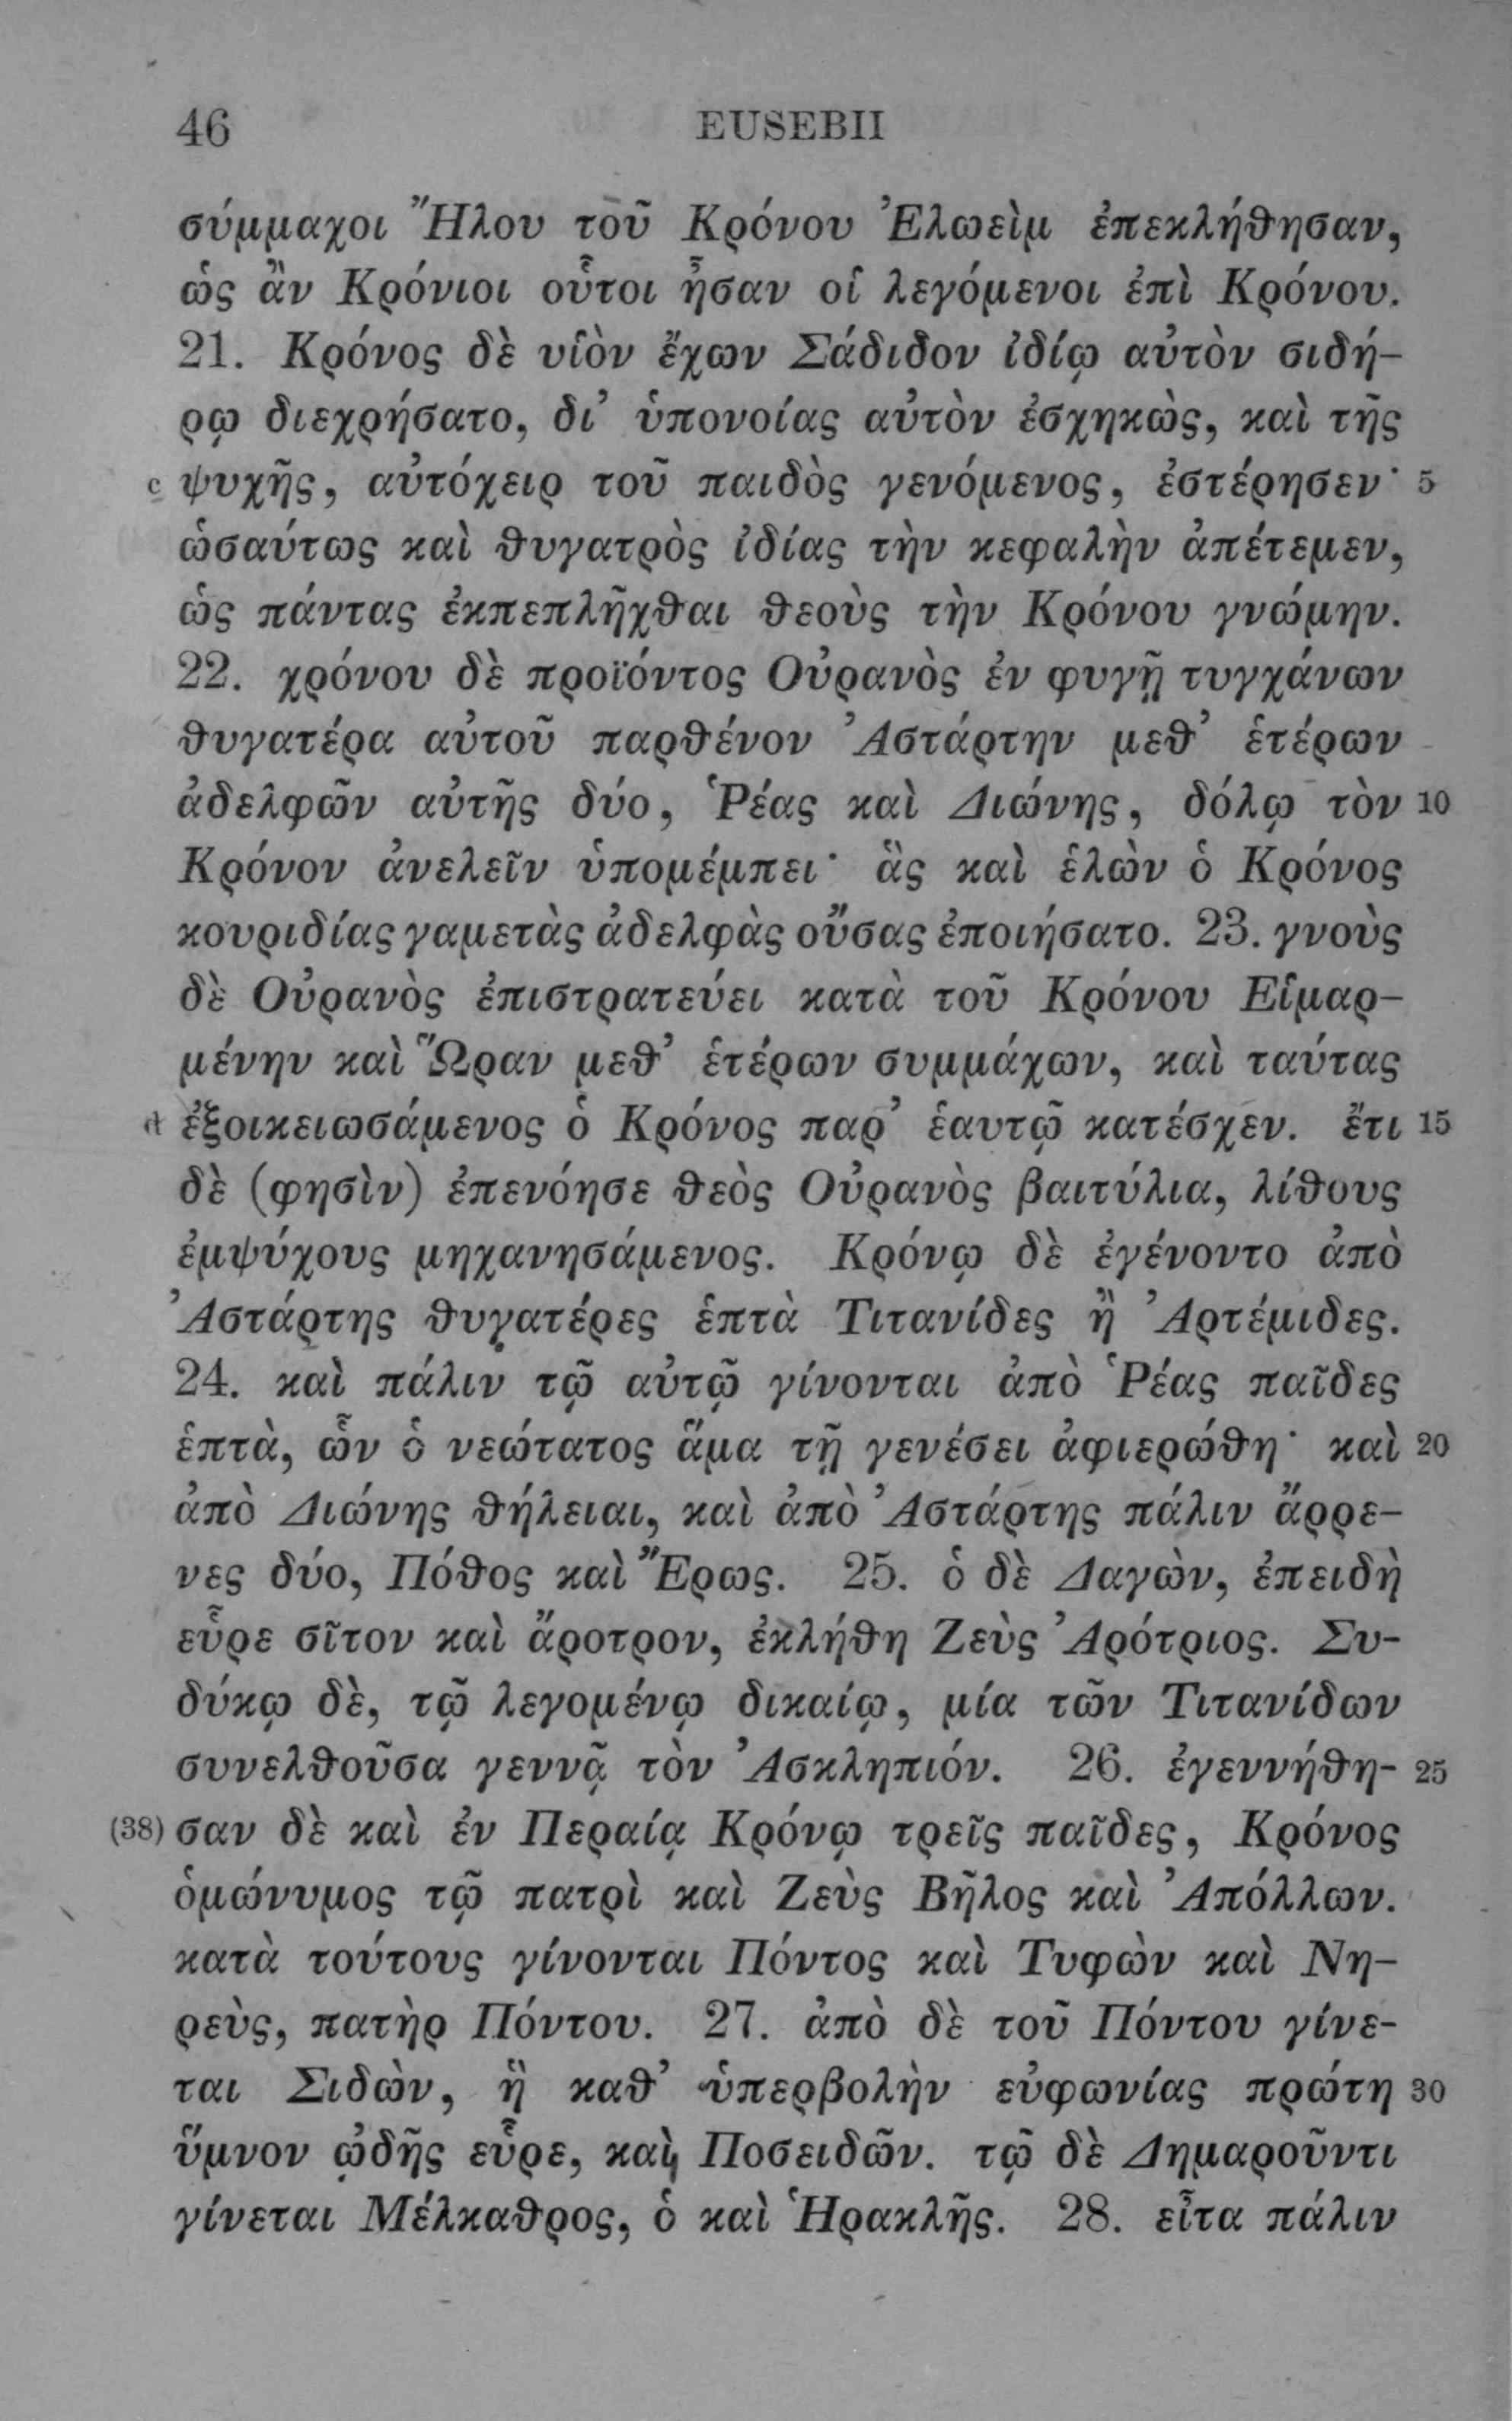 46 EUSEBII
σύμμαχοι Ἤλου τοῦ Κρόνου Ἐλωεὶμ ἐπεκλήθησαν,
ὡς ἂν Κρόνιοι οὗτοι ἦσαν οἱ λεγόμενοι ἐπὶ Κρόνου.
21. Κρόνος δὲ υἱὸν ἔχων Σάδιδον ἰδίῳ αὐτὸν σιδή-
ρῳ διεχρήσατο, δι’ ὑπονοίας αὐτὸν ἐσχηκὼς, καὶ τῆς
c ψυχῆς, αὐτόχειρ τοῦ παιδὸς γενόμενος, ἐστέρησεν· 5
ὡσαύτως καὶ θυγατρὸς ἰδίας τὴν κεφαλὴν ἀπέτεμεν,
ὡς πάντας ἐκπεπλῆχθαι θεοὺς τὴν Κρόνου γνώμην.
22. χρόνου δὲ προϊόντος Οὐρανὸς ἐν φυγῇ τυγχάνων
θυγατέρα αὐτοῦ παρθένον Ἀστάρτην μεθ’ ἑτέρων
ἀδελφῶν αὐτῆς δύο, Ῥέας καὶ Διώνης, δόλῳ τὸν 10
Κρόνον ἀνελεῖν ὑπομέμπει· ἃς καὶ ἑλὼν ὁ Κρόνος
κουριδίας γαμετὰς ἀδελφὰς οὔσας ἐποιήσατο. 23. γνοὺς
δὲ Οὐρανὸς ἐπιστρατεύει κατὰ τοῦ Κρόνου Εἱμαρ-
μένην καὶ Ὥραν μεθ’ ἑτέρων συμμάχων, καὶ ταύτας
d ἐξοικειωσάμενος ὁ Κρόνος παρ’ ἑαυτῷ κατέσχεν. ἔτι 15
δὲ (φησὶν) ἐπενόησε θεὸς Οὐρανὸς βαιτύλια, λίθους
ἐμψύχους μηχανησάμενος. Κρόνῳ δὲ ἐγένοντο ἀπὸ
Ἀστάρτης θυγατέρες ἑπτὰ Τιτανίδες ἢ Ἀρτέμιδες.
24. καὶ πάλιν τῷ αὐτῷ γίνονται ἀπὸ Ῥέας παῖδες
ἑπτὰ, ὧν ὁ νεώτατος ἅμα τῇ γενέσει ἀφιερώθη· καὶ 20
ἀπὸ Διώνης θήλειαι, καὶ ἀπὸ Ἀστάρτης πάλιν ἄρρε-
νες δύο, Πόθος καὶ Ἔρως. 25. ὁ δὲ Δαγὼν, ἐπειδὴ
εὗρε σῖτον καὶ ἄροτρον, ἐκλήθη Ζεὺς Ἀρότριος. Συ-
δύκῳ δὲ, τῷ λεγομένῳ δικαίῳ, μία τῶν Τιτανίδων
συνελθοῦσα γεννᾷ τὸν Ἀσκληπιόν. 26. ἐγεννήθη- 25
(38) σαν δὲ καὶ ἐν Περαίᾳ Κρόνῳ τρεῖς παῖδες, Κρόνος
ὁμώνυμος τῷ πατρὶ καὶ Ζεὺς Βῆλος καὶ Ἀπόλλων.
κατὰ τούτους γίνονται Πόντος καὶ Τυφὼν καὶ Νη-
ρεὺς, πατὴρ Πόντου. 27. ἀπὸ δὲ τοῦ Πόντου γίνε-
ται Σιδὼν, ἣ καθ’ ὑπερβολὴν εὐφωνίας πρώτη 30
ὕμνον ᾠδῆς εὗρε, καὶ Ποσειδῶν. τῷ δὲ Δημαροῦντι
γίνεται Μέλκαθρος, ὁ καὶ Ἡρακλῆς. 28. εἶτα πάλιν